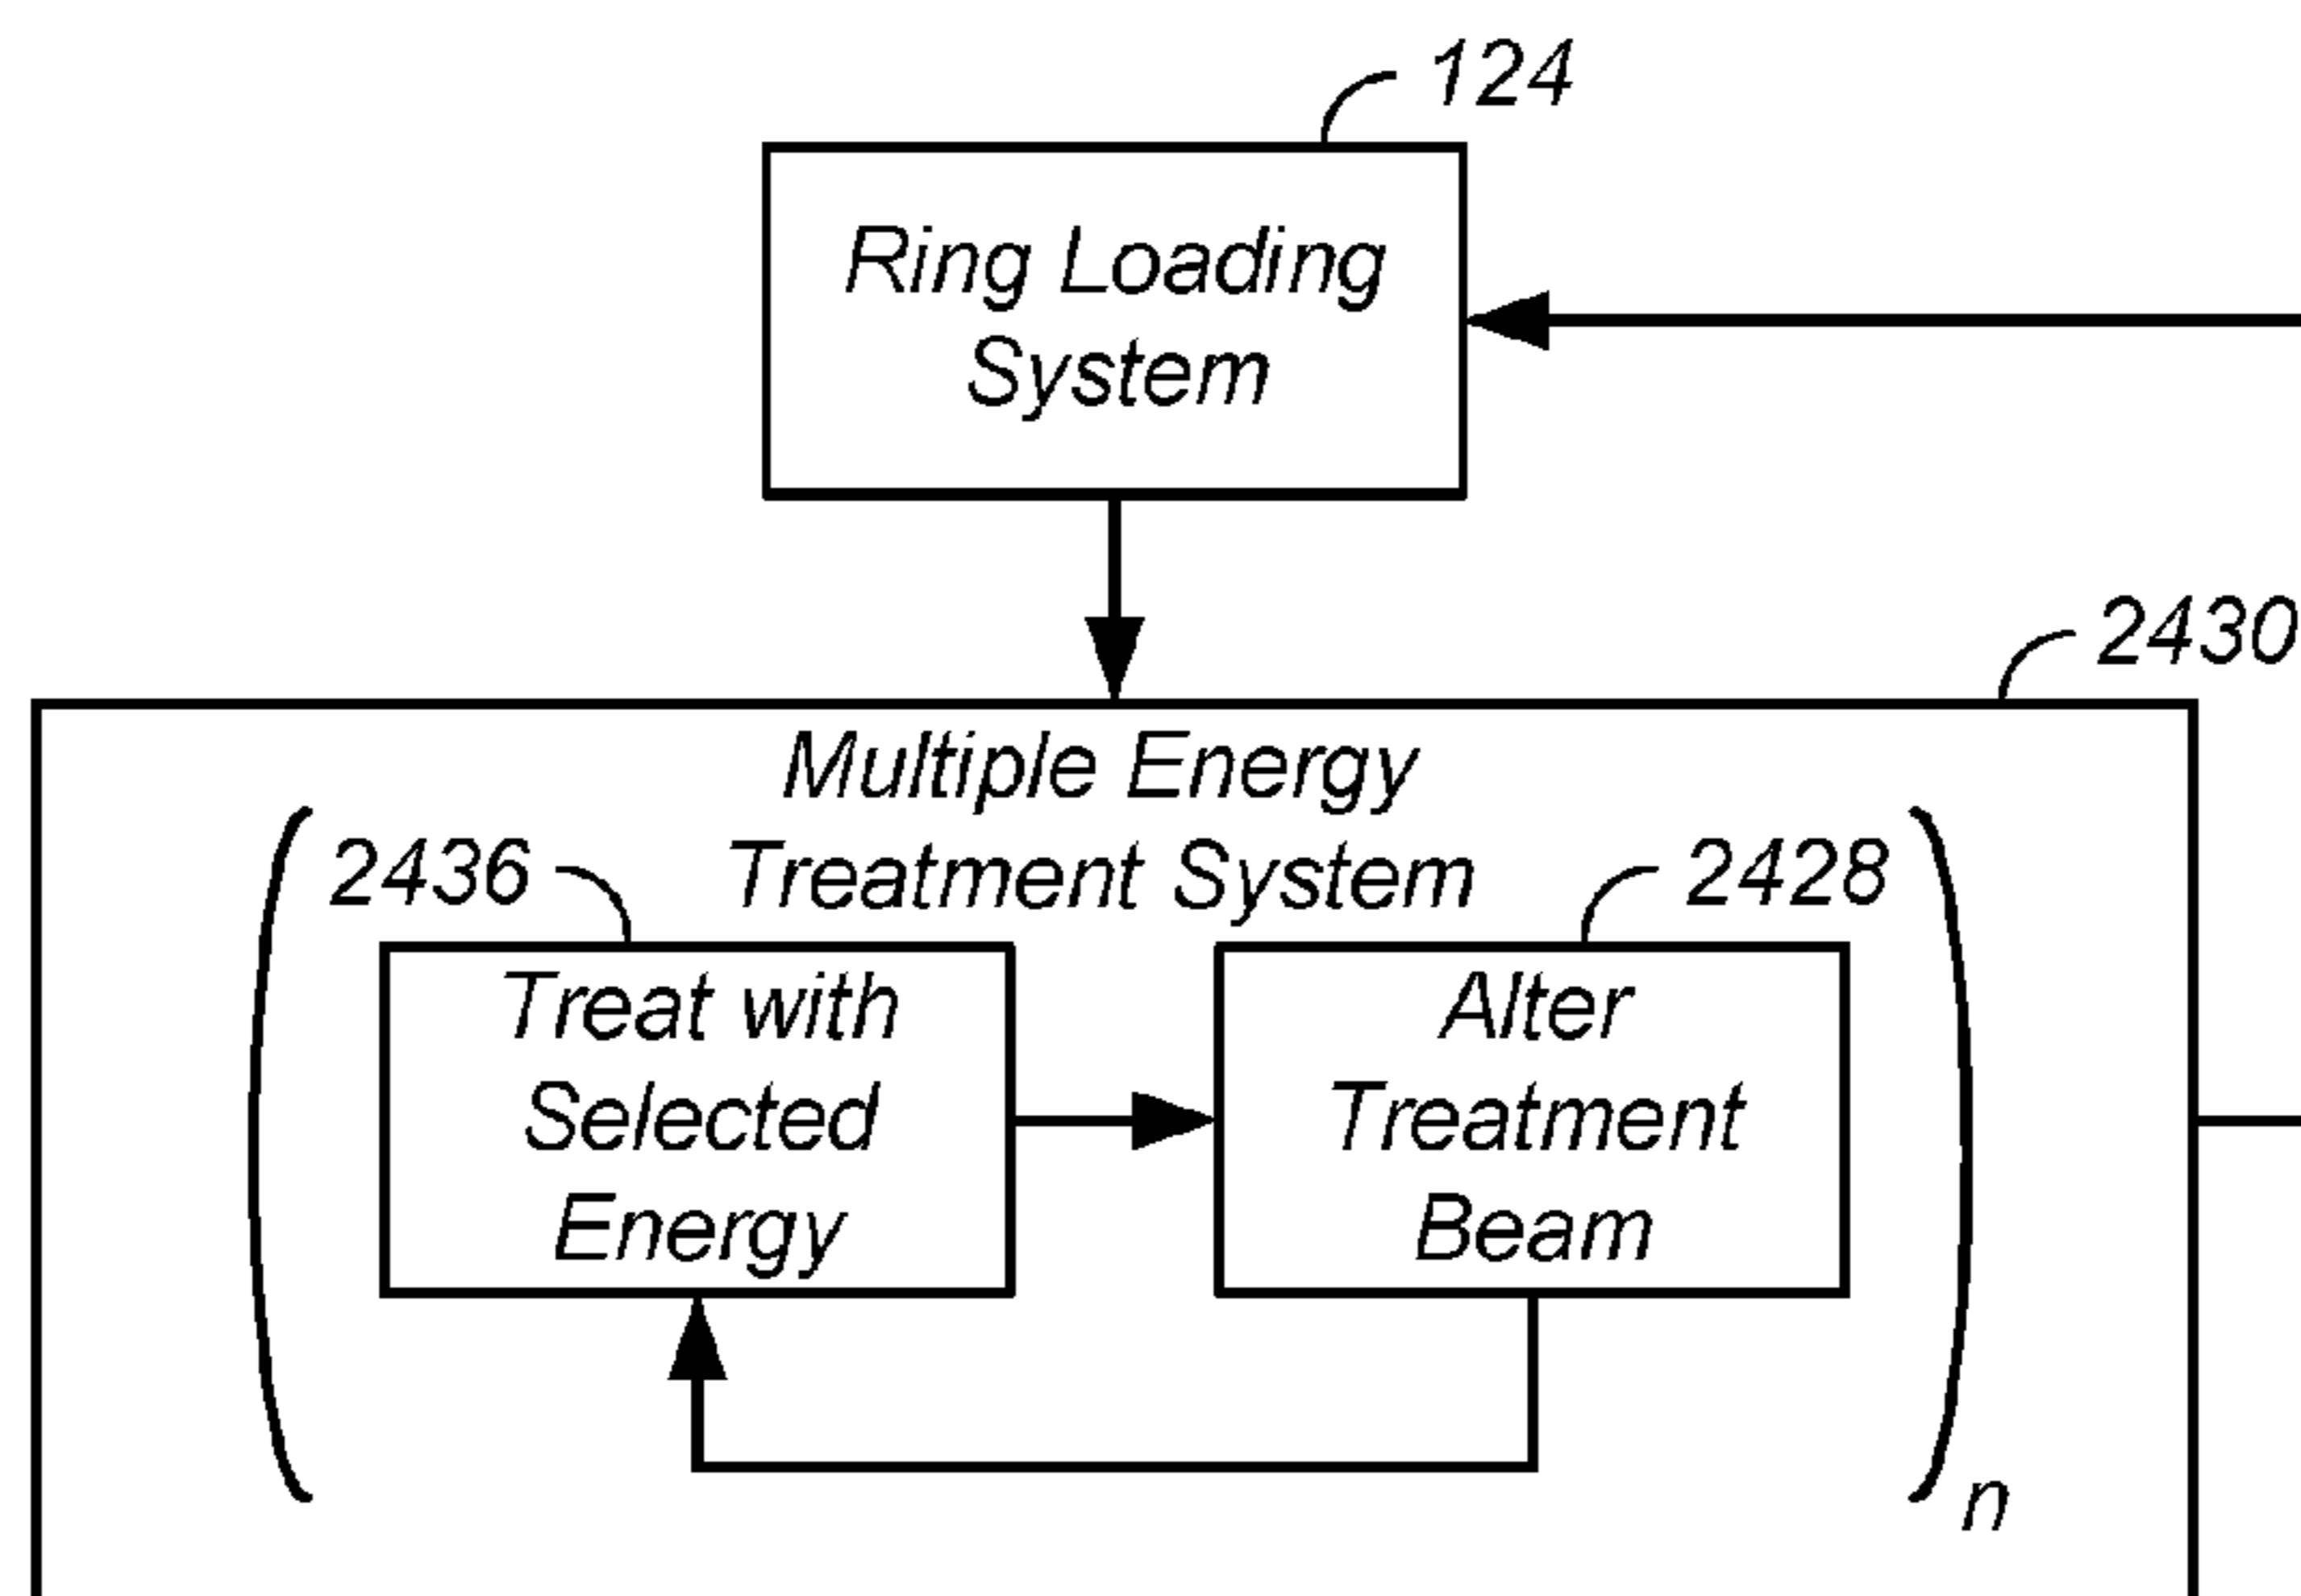 124
Ring Loading
System
2430
Multiple Energy
Treatment System
2436
2428
Treat with
Selected
Energy
Alter
Treatment
Beam
n